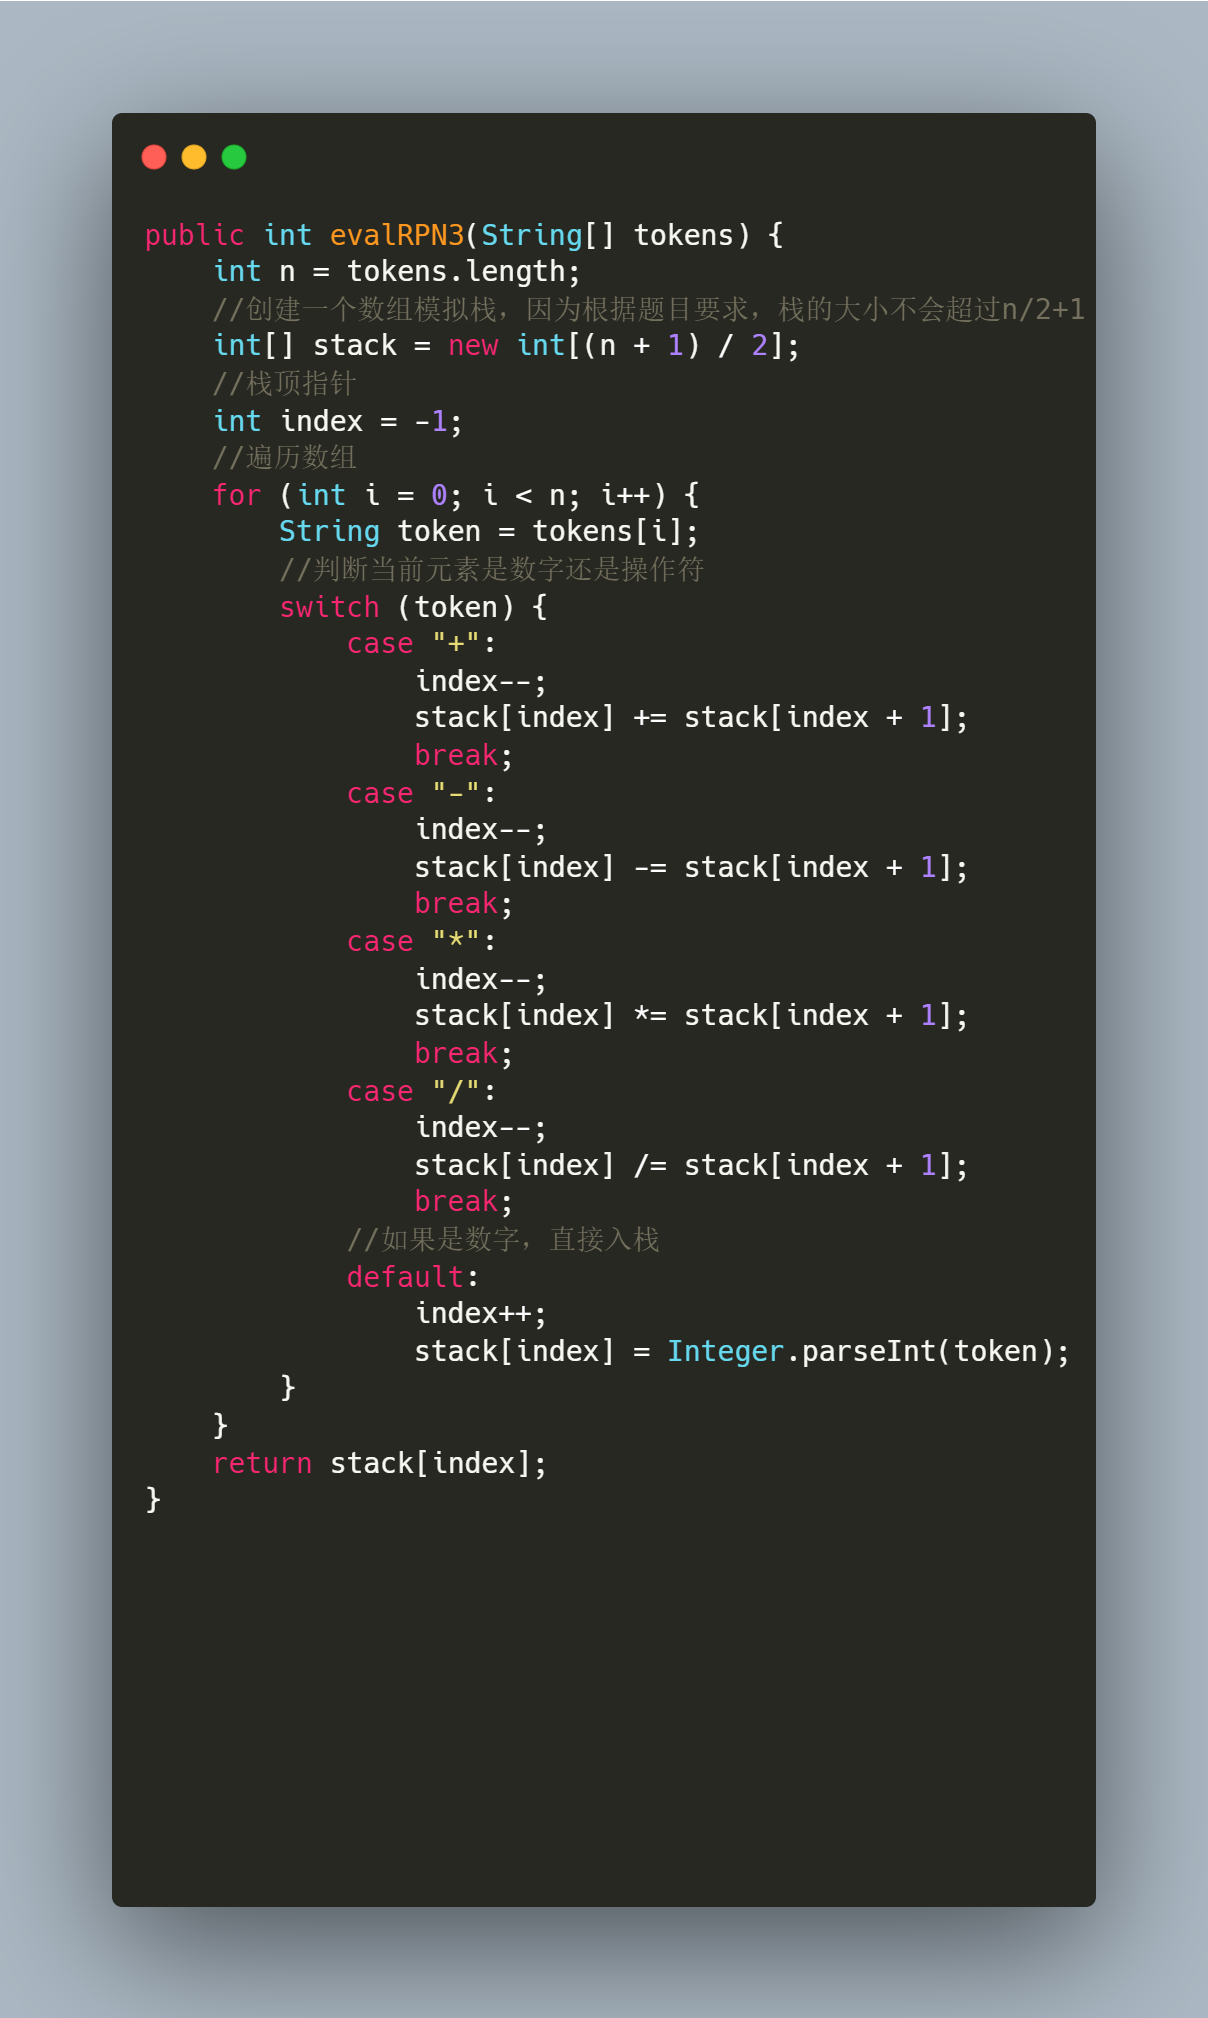 public int evalRPN3(String[] tokens) {
    int n = tokens.length;
    //创建一个数组模拟栈，因为根据题目要求，栈的大小不会超过n/2+1
    int[] stack = new int[(n + 1) / 2];
    //栈顶指针
    int index = -1;
    //遍历数组
    for (int i = 0; i < n; i++) {
        String token = tokens[i];
        //判断当前元素是数字还是操作符
        switch (token) {
            case "+":
                index--;
                stack[index] += stack[index + 1];
                break;
            case "-":
                index--;
                stack[index] -= stack[index + 1];
                break;
            case "*":
                index--;
                stack[index] *= stack[index + 1];
                break;
            case "/":
                index--;
                stack[index] /= stack[index + 1];
                break;
            //如果是数字，直接入栈
            default:
                index++;
                stack[index] = Integer.parseInt(token);
        }
    }
    return stack[index];
}